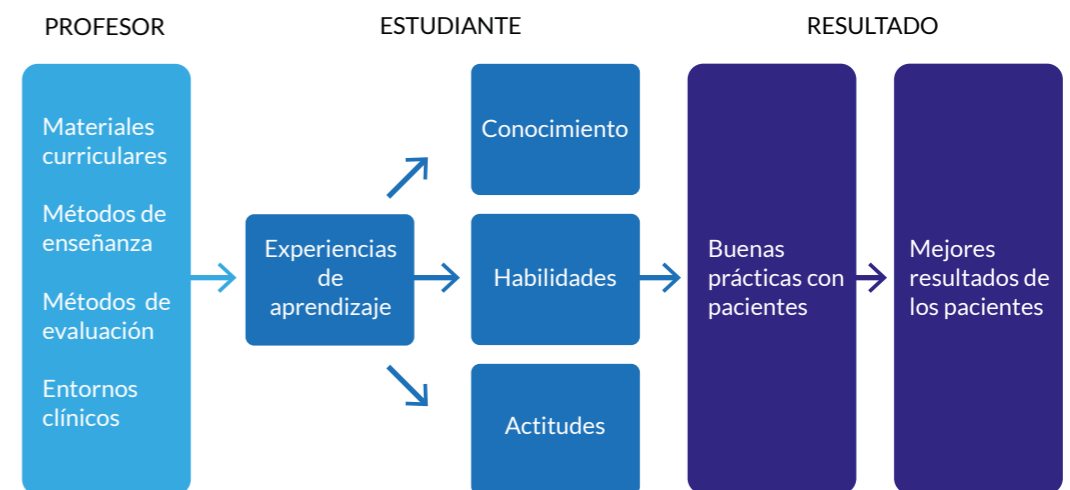 PROFESOR
ESTUDIANTE
RESULTADO
Materiales
curriculares
Métodos de
enseñanza
Métodos de
evaluación
Entornos
clínicos
Experiencias
de
aprendizaje
Conocimiento
Habilidades
Actitudes
Buenas
prácticas con
pacientes
Mejores
resultados de
los pacientes